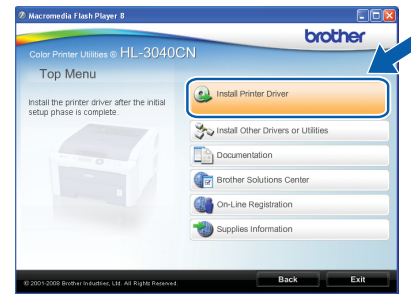 Macromedia Flash Player 8
brother
Color Printer Utilities ® HL-3040CN
Top Menu
Install the printer driver after the initial
setup phase is complete.
Install Printer Driver
Install Other Drivers or Utilities
Documentation
Brother Solutions Center
On-Line Registration
Supplies Information
© 2001-2008 Brother Industries, Ltd. All Rights Reserved.
Back
Exit